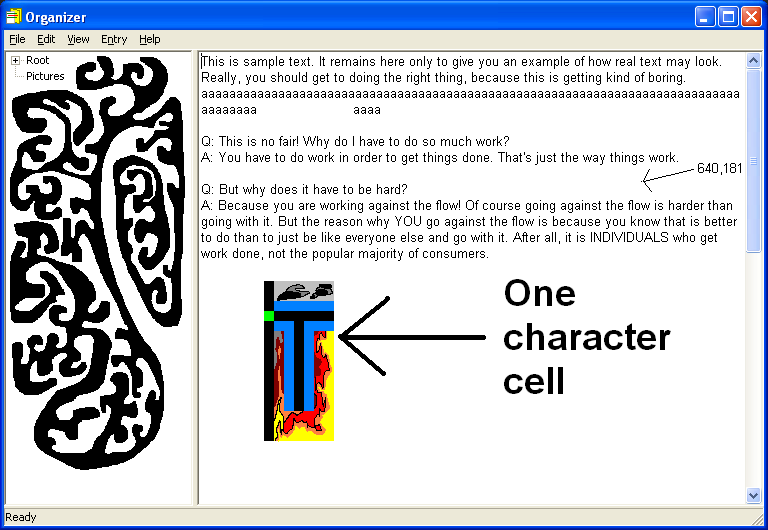 Organizer
File Edit View Entry Help
Root
Pictures
This is sample text. It remains here only to give you an example of how real text may look.
Really, you should get to doing the right thing, because this is getting kind of boring.
aaaaaaaaaaaaaaaaaaaaaaaaaaaaaaaaaaaaaaaaaaaaaaaaaaaaaaaaaaaaaaaaaaaaaaaaaaaaa
aaaaaaaa aaaa
Q: This is no fair! Why do I have to do so much work?
A: You have to do work in order to get things done. That's just the way things work.
640,181
Q: But why does it have to be hard?
A: Because you are working against the flow! Of course going against the flow is harder than
going with it. But the reason why YOU go against the flow is because you know that is better
to do than to just be like everyone else and go with it. After all, it is INDIVIDUALS who get
work done, not the popular majority of consumers.
T
One
character
cell
Ready